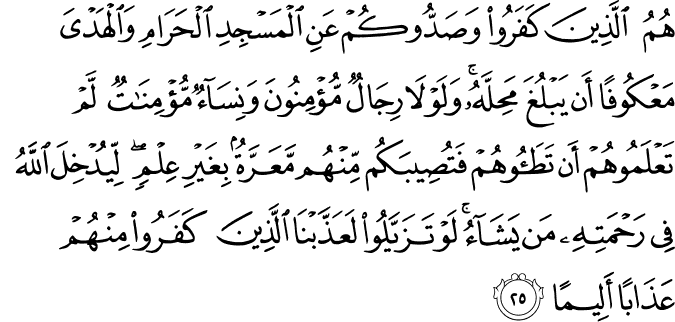 هُمُ ٱلَّذِينَ كَفَرُوا۟ وَصَدُّوكُمْ عَنِ ٱلْمَسْجِدِ ٱلْحَرَامِ وَٱلْهَدْىَ
مَعْكُوفًا أَن يَبْلُغَ مَحِلَّهُۥ ۚ وَلَوْلَا رِجَالٌ مُّؤْمِنُونَ وَنِسَآءٌ مُّؤْمِنَٰتٌ لَّمْ
تَعْلَمُوهُمْ أَن تَطَـُٔوهُمْ فَتُصِيبَكُم مِّنْهُم مَّعَرَّةٌۢ بِغَيْرِ عِلْمٍ ۖ لِّيُدْخِلَ ٱللَّهُ
فِى رَحْمَتِهِۦ مَن يَشَآءُ ۚ لَوْ تَزَيَّلُوا۟ لَعَذَّبْنَا ٱلَّذِينَ كَفَرُوا۟ مِنْهُمْ
عَذَابًا أَلِيمًا ٢٥